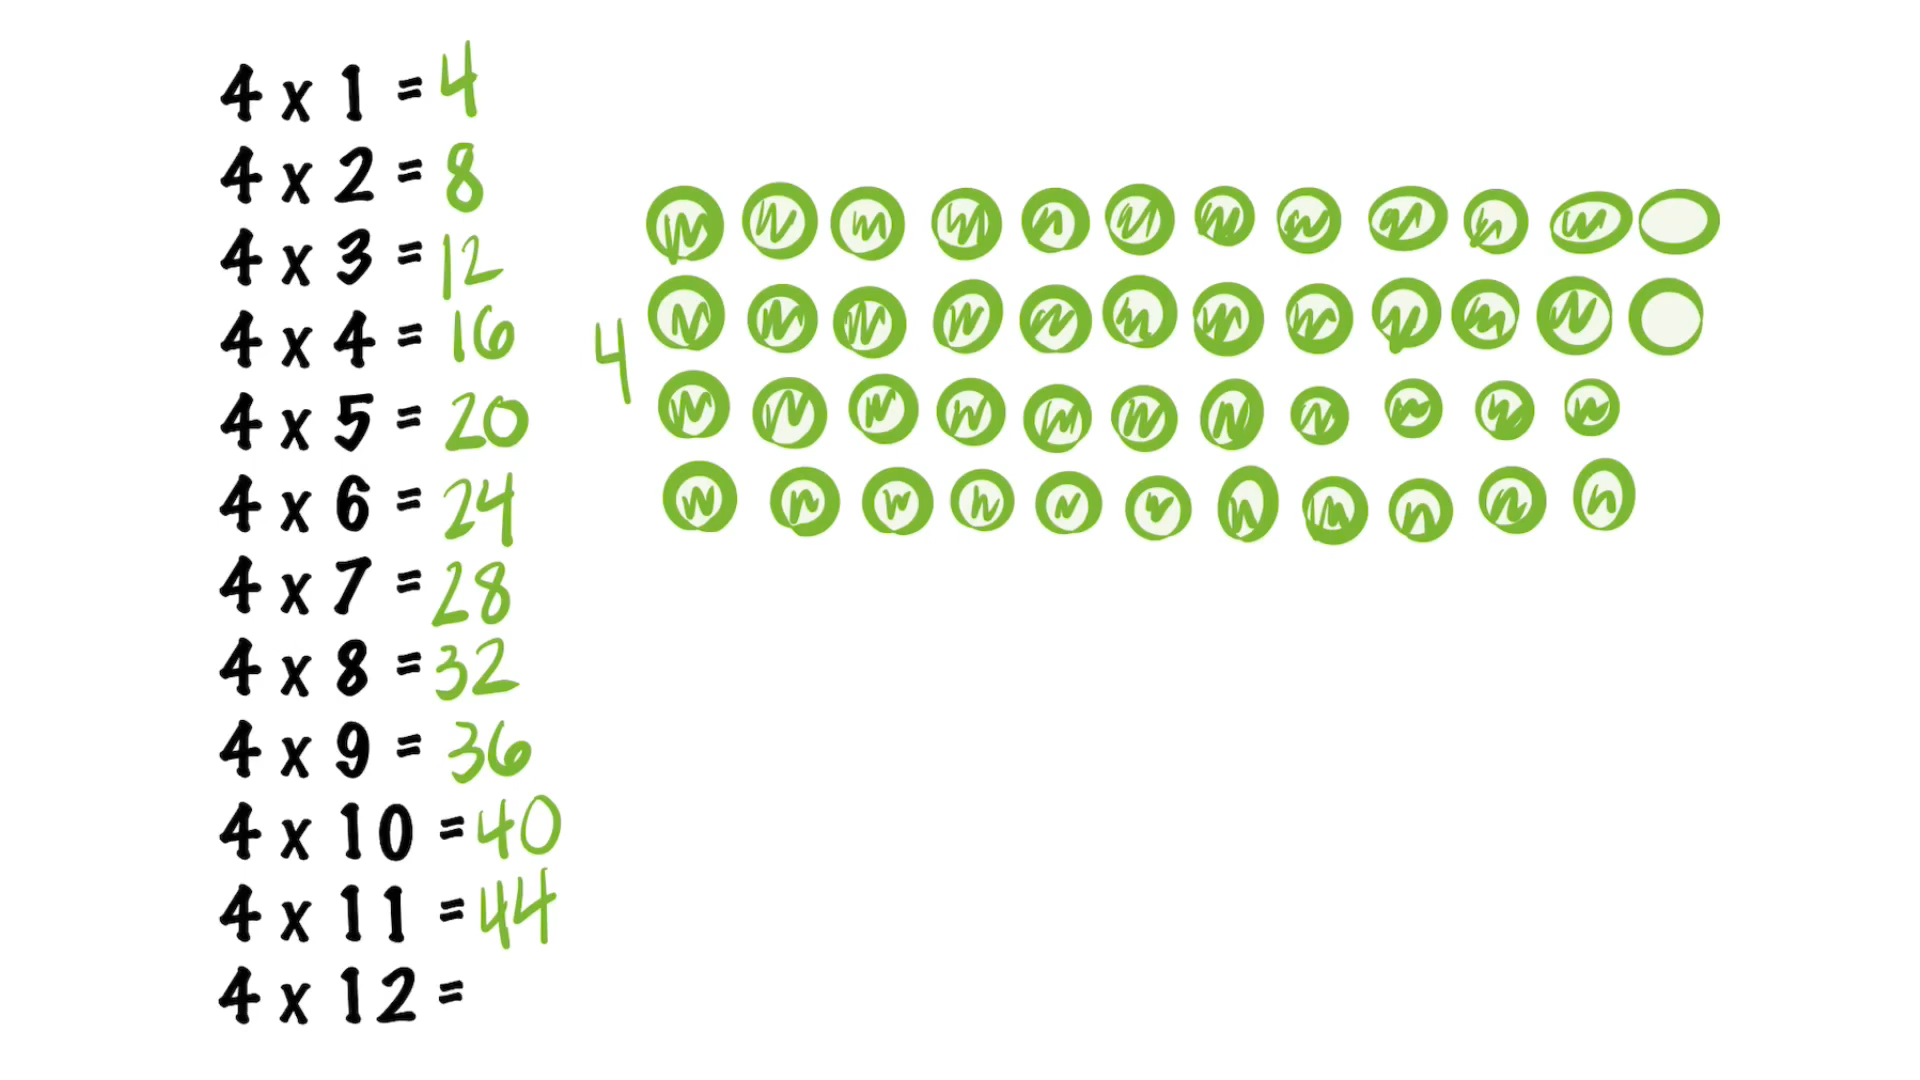 4 x 1 = 4
4 x 2 = 8
4 x 3 = 12
4 x 4 = 16
4
4 x 5 = 20
4 x 6 = 24
4 x 7 = 28
4 x 8 = 32
4 x 9 = 36
4 x 10 = 40
4 x 11 = 44
4 x 12 =